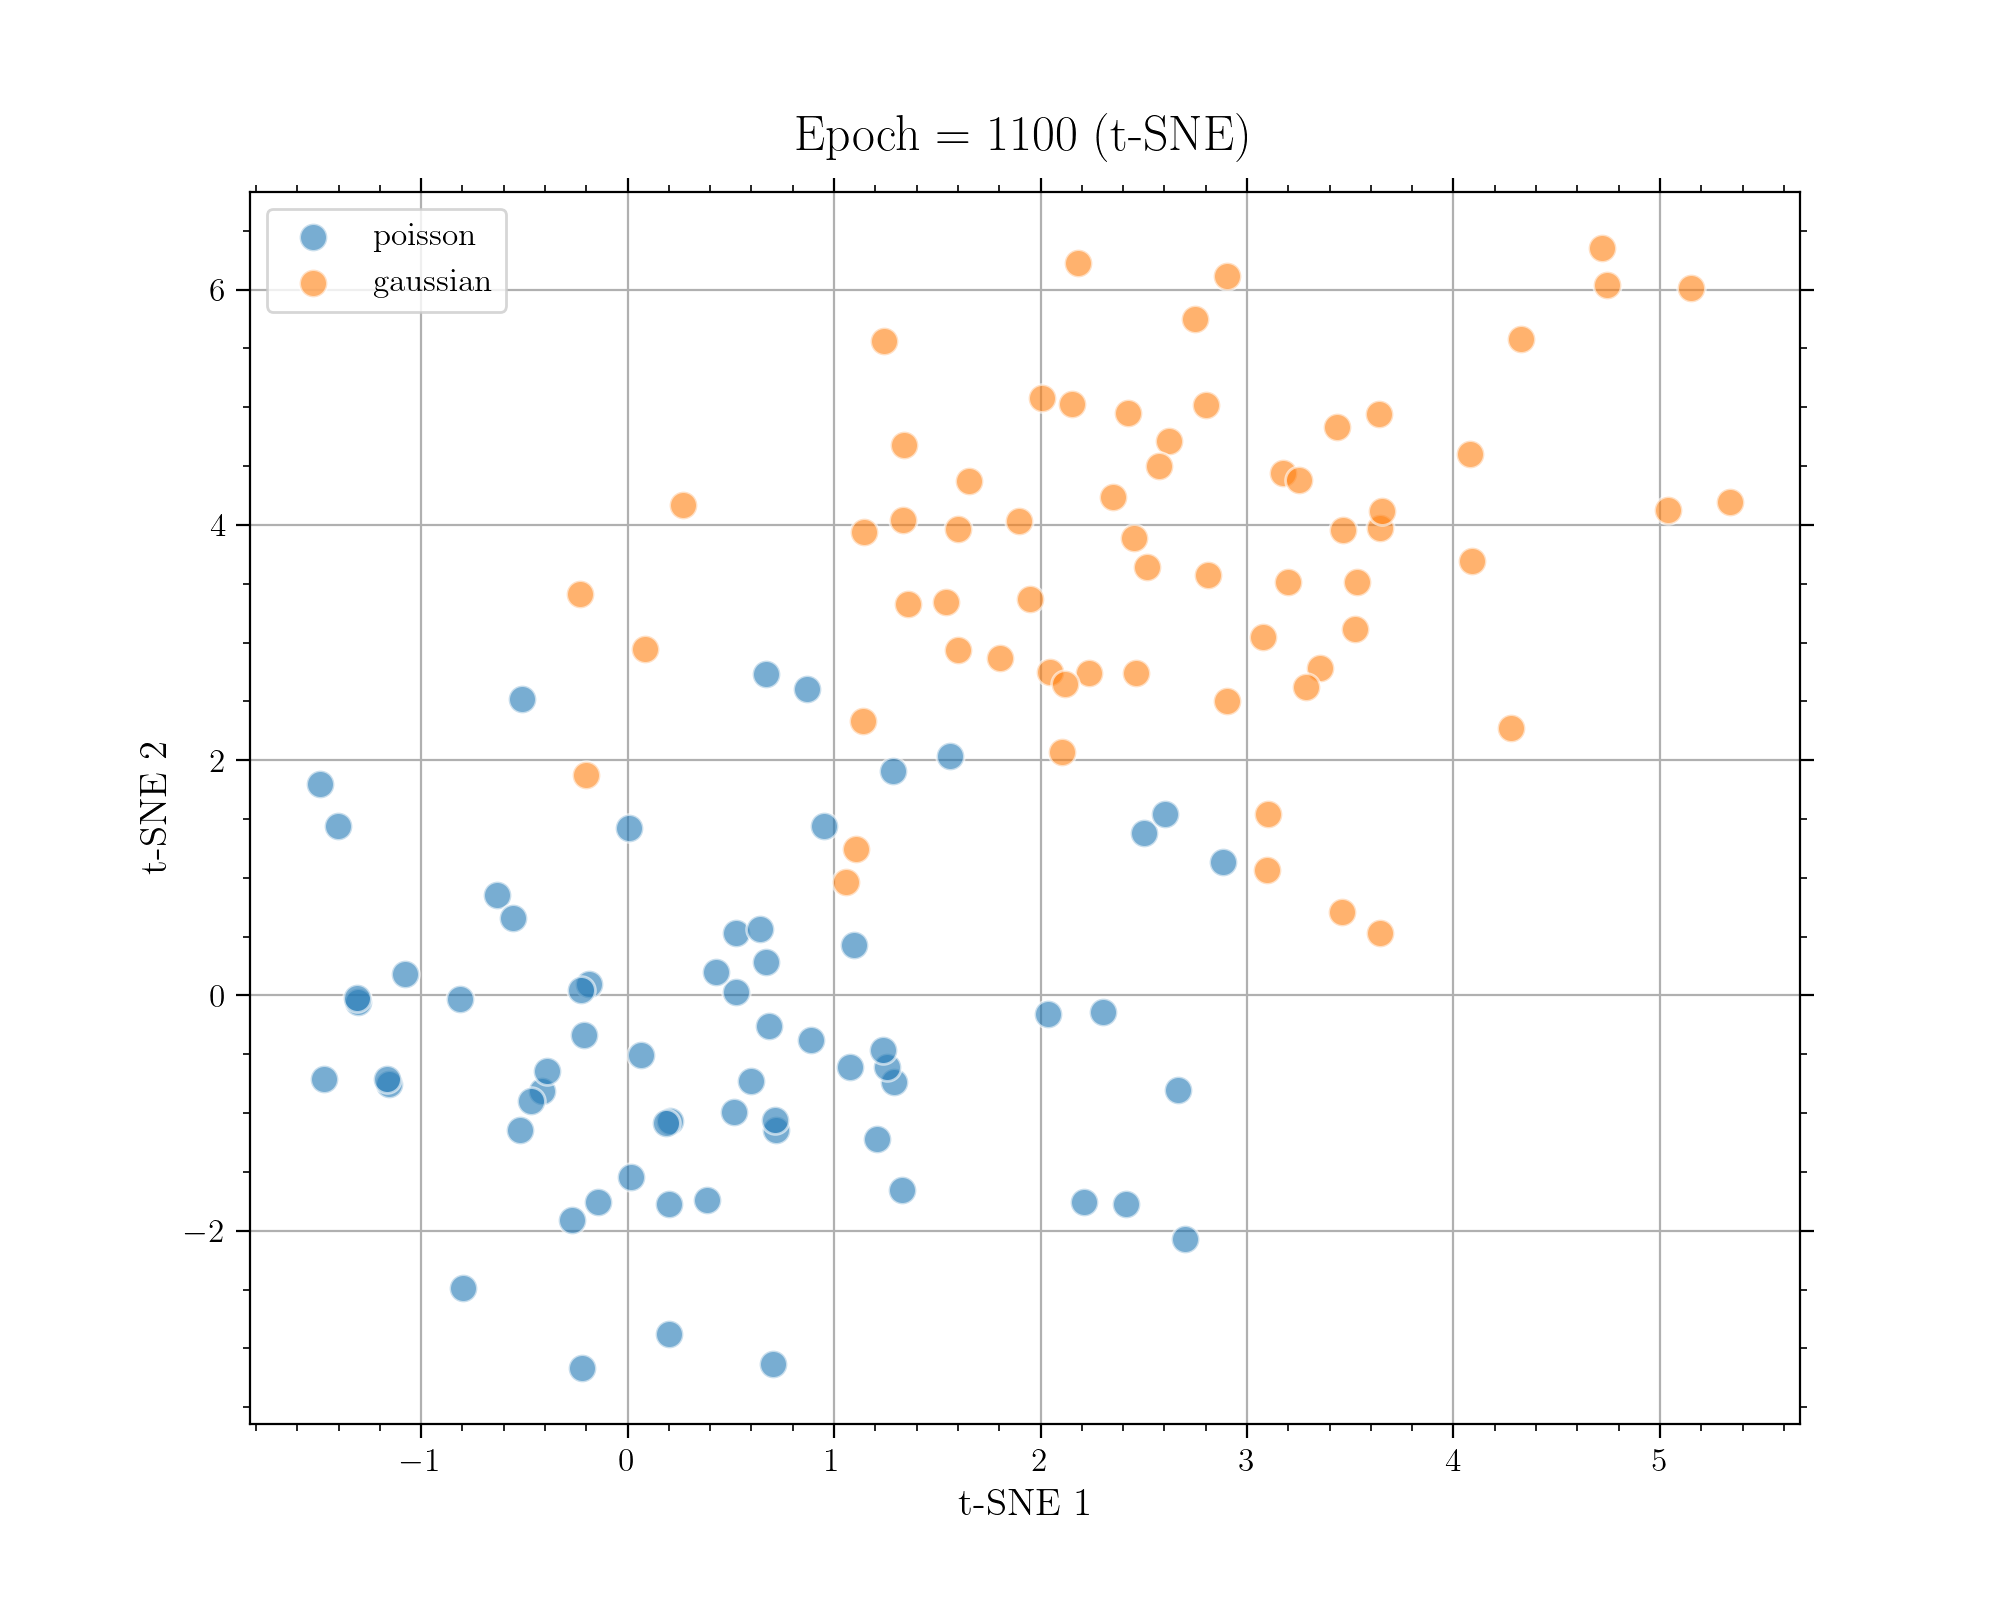 Epoch = 1100 (t-SNE)
poisson
gaussian
6
4
2
0
−2
t-SNE 2
−1 0 1 2 3 4 5
t-SNE 1